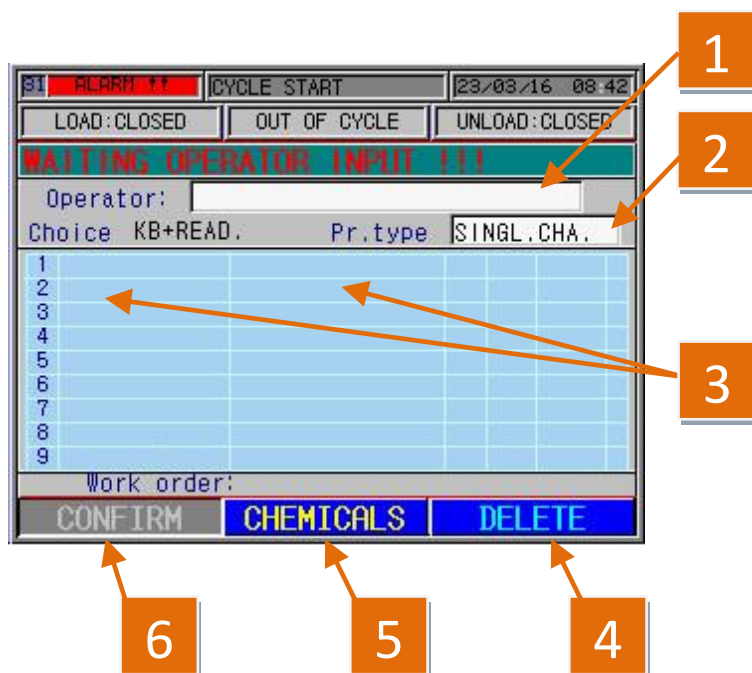 1
81 ALARM !! CYCLE START 23/03/16 08:42
LOAD:CLOSED OUT OF CYCLE UNLOAD:CLOSED
2
WAITING OPERATOR INPUT !!!
Operator:
Choice KB+READ. Pr.type SINGL.CHA.
1
2
3
4
5
6
7
8
9
3
Work order:
CONFIRM CHEMICALS DELETE
6 5 4